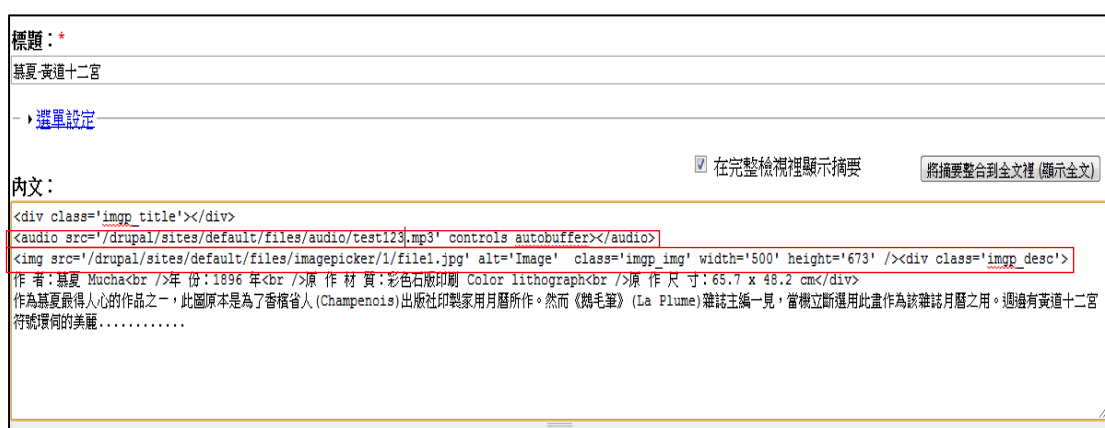 標題：*
慕夏-黃道十二宮
選單設定
在完整檢視裡顯示摘要
將摘要整合到全文裡 (顯示全文)
內文：
<div class='imgp_title'></div>
<audio src='/drupal/sites/default/files/audio/test123.mp3' controls autobuffer></audio>
<img src='/drupal/sites/default/files/imagepicker/1/file1.jpg' alt='Image'  class='imgp_img' width='500' height='673' /><div class='imgp_desc'>
作 者：慕夏 Mucha<br />年 份：1896 年<br />原 作 材 質：彩色石版印刷 Color lithograph<br />原 作 尺 寸：65.7 x 48.2 cm</div>
作為慕夏最得人心的作品之一，此圖原本是為了香檳省人(Champenois)出版社印製家用月曆所作。然而《鵝毛筆》(La Plume)雜誌主編一見，當機立斷選用此畫作為該雜誌月曆之用。週邊有黃道十二宮
符號環伺的美麗............